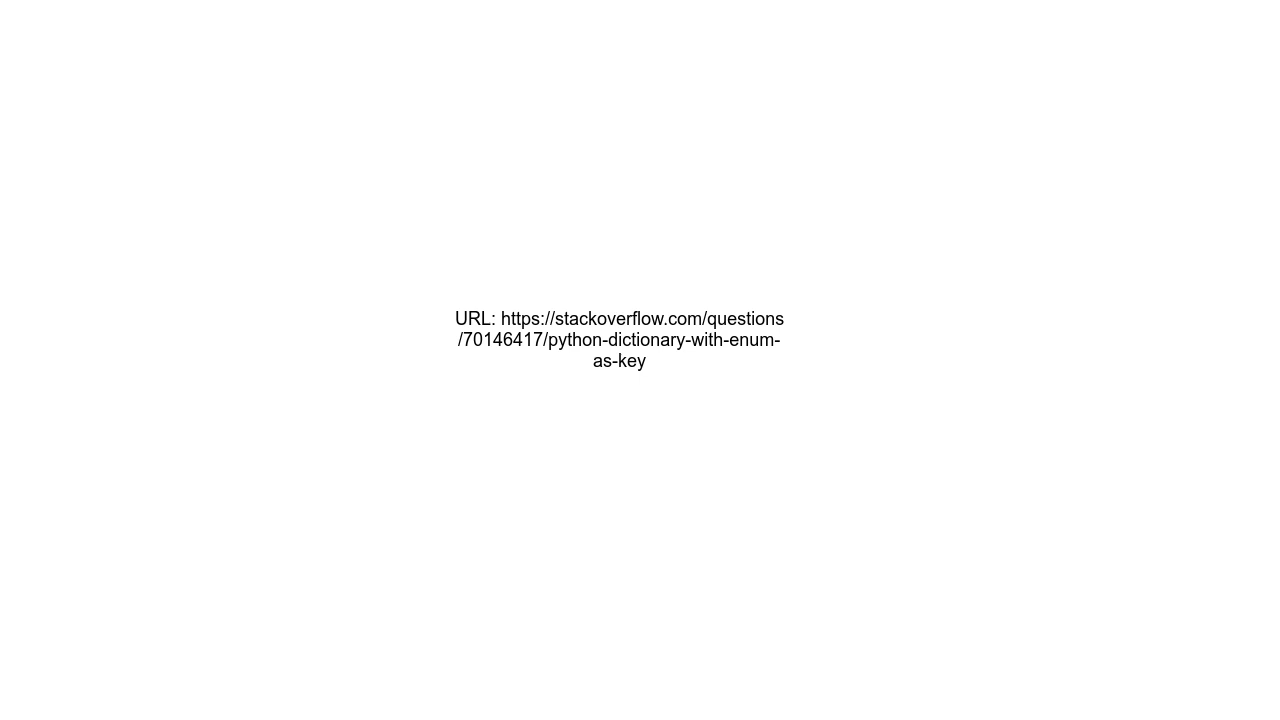 URL: https://stackoverflow.com/questions
/70146417/python-dictionary-with-enum-
as-key